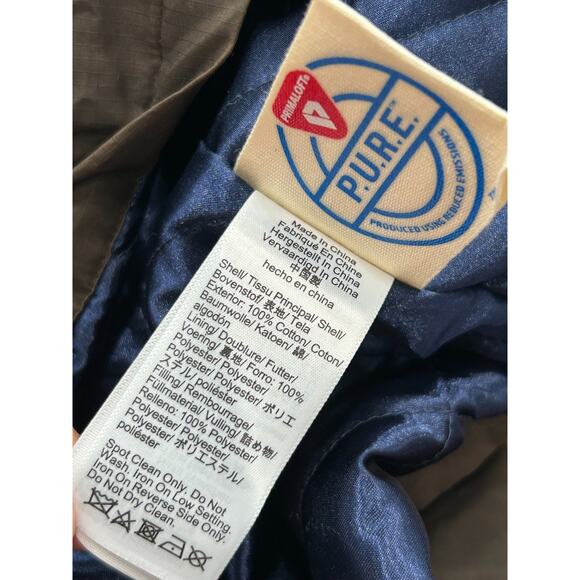 PRIMALOFT®
P.U.R.E.™
PRODUCED USING REDUCED EMISSIONS
Made In China
Fabriqué En Chine
Hergestellt In China
Vervaardigd In China
中国製
hecho en china
Shell/ Tissu Principal/ Shell/
Bovenstof/ 表地/ Tela
Exterior: 100% Cotton/ Coton/
Baumwolle/ Katoen/ 綿/
algodón
Lining/ Doublure/ Futter/
Voering/ 裏地/ Forro: 100%
Polyester/ Polyester/
Polyester/ Polyester/ ポリエ
ステル/ poliéster
Filling/ Rembourrage/
Füllmaterial/ Vulling/ 詰め物/
Relleno: 100% Polyester/
Polyester/ Polyester/
Polyester/ ポリエステル/
poliéster
Spot Clean Only. Do Not
Wash. Iron On Low Setting.
Iron On Reverse Side Only.
Do Not Dry Clean.